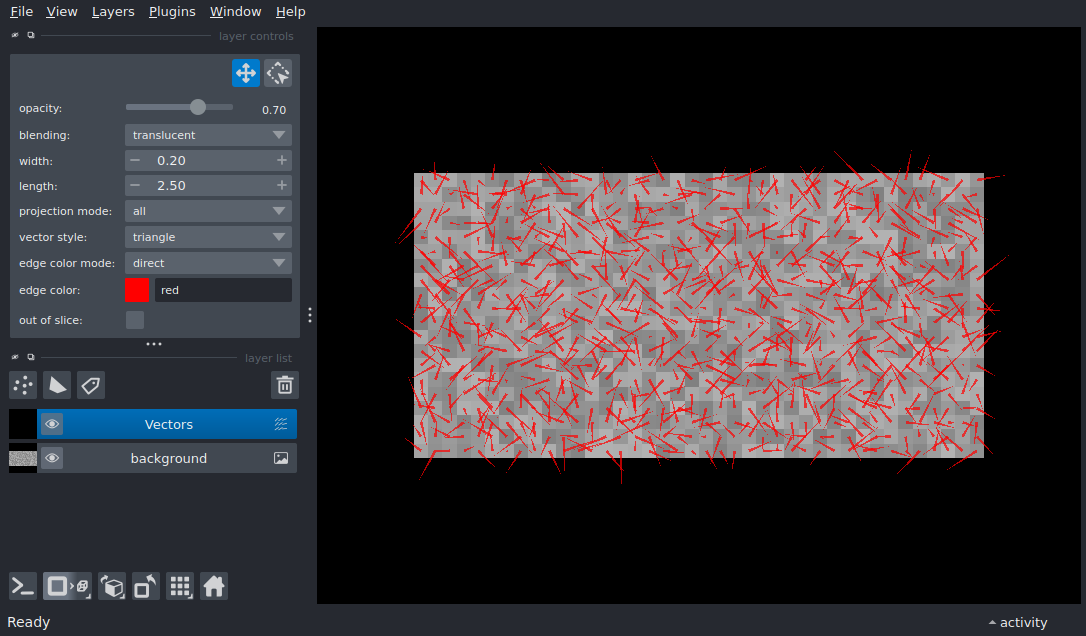 File View Layers Plugins Window Help
layer controls
opacity: 0.70
blending: translucent
width: 0.20
length: 2.50
projection mode: all
vector style: triangle
edge color mode: direct
edge color: red
out of slice:
layer list
Vectors
background
Ready activity